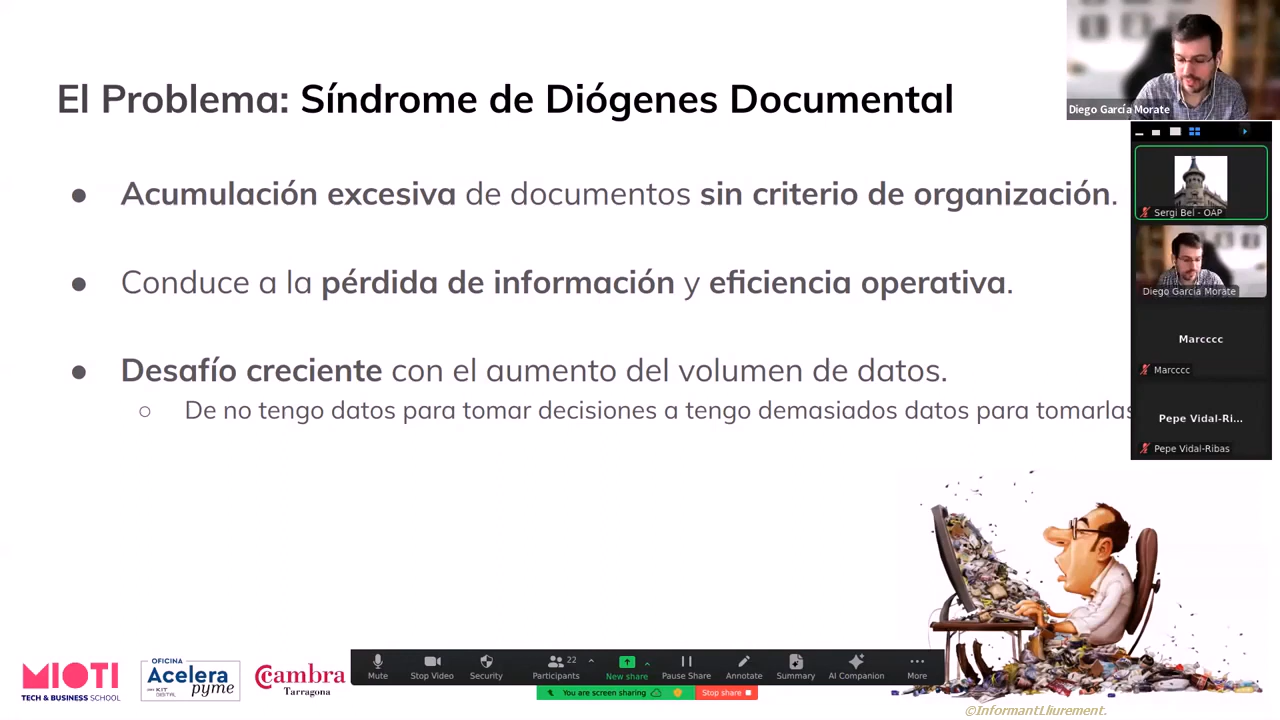 El Problema: Síndrome de Diógenes Documental
Diego García Morate
● Acumulación excesiva de documentos sin criterio de organización.
● Conduce a la pérdida de información y eficiencia operativa.
● Desafío creciente con el aumento del volumen de datos.
○ De no tengo datos para tomar decisiones a tengo demasiados datos para tomarlas
Sergi Bel - OAP
Diego García Morate
Marcccc
Marcccc
Pepe Vidal-Ri...
Pepe Vidal-Ribas
MIOTI
TECH & BUSINESS SCHOOL
OFICINA
Acelera
pyme
KIT
DIGITAL
Cambra
Tarragona
Mute
Stop Video
Security
22
Participants
New share
Pause Share
Annotate
Summary
AI Companion
More
You are screen sharing
Stop share
©InformantLliurement.